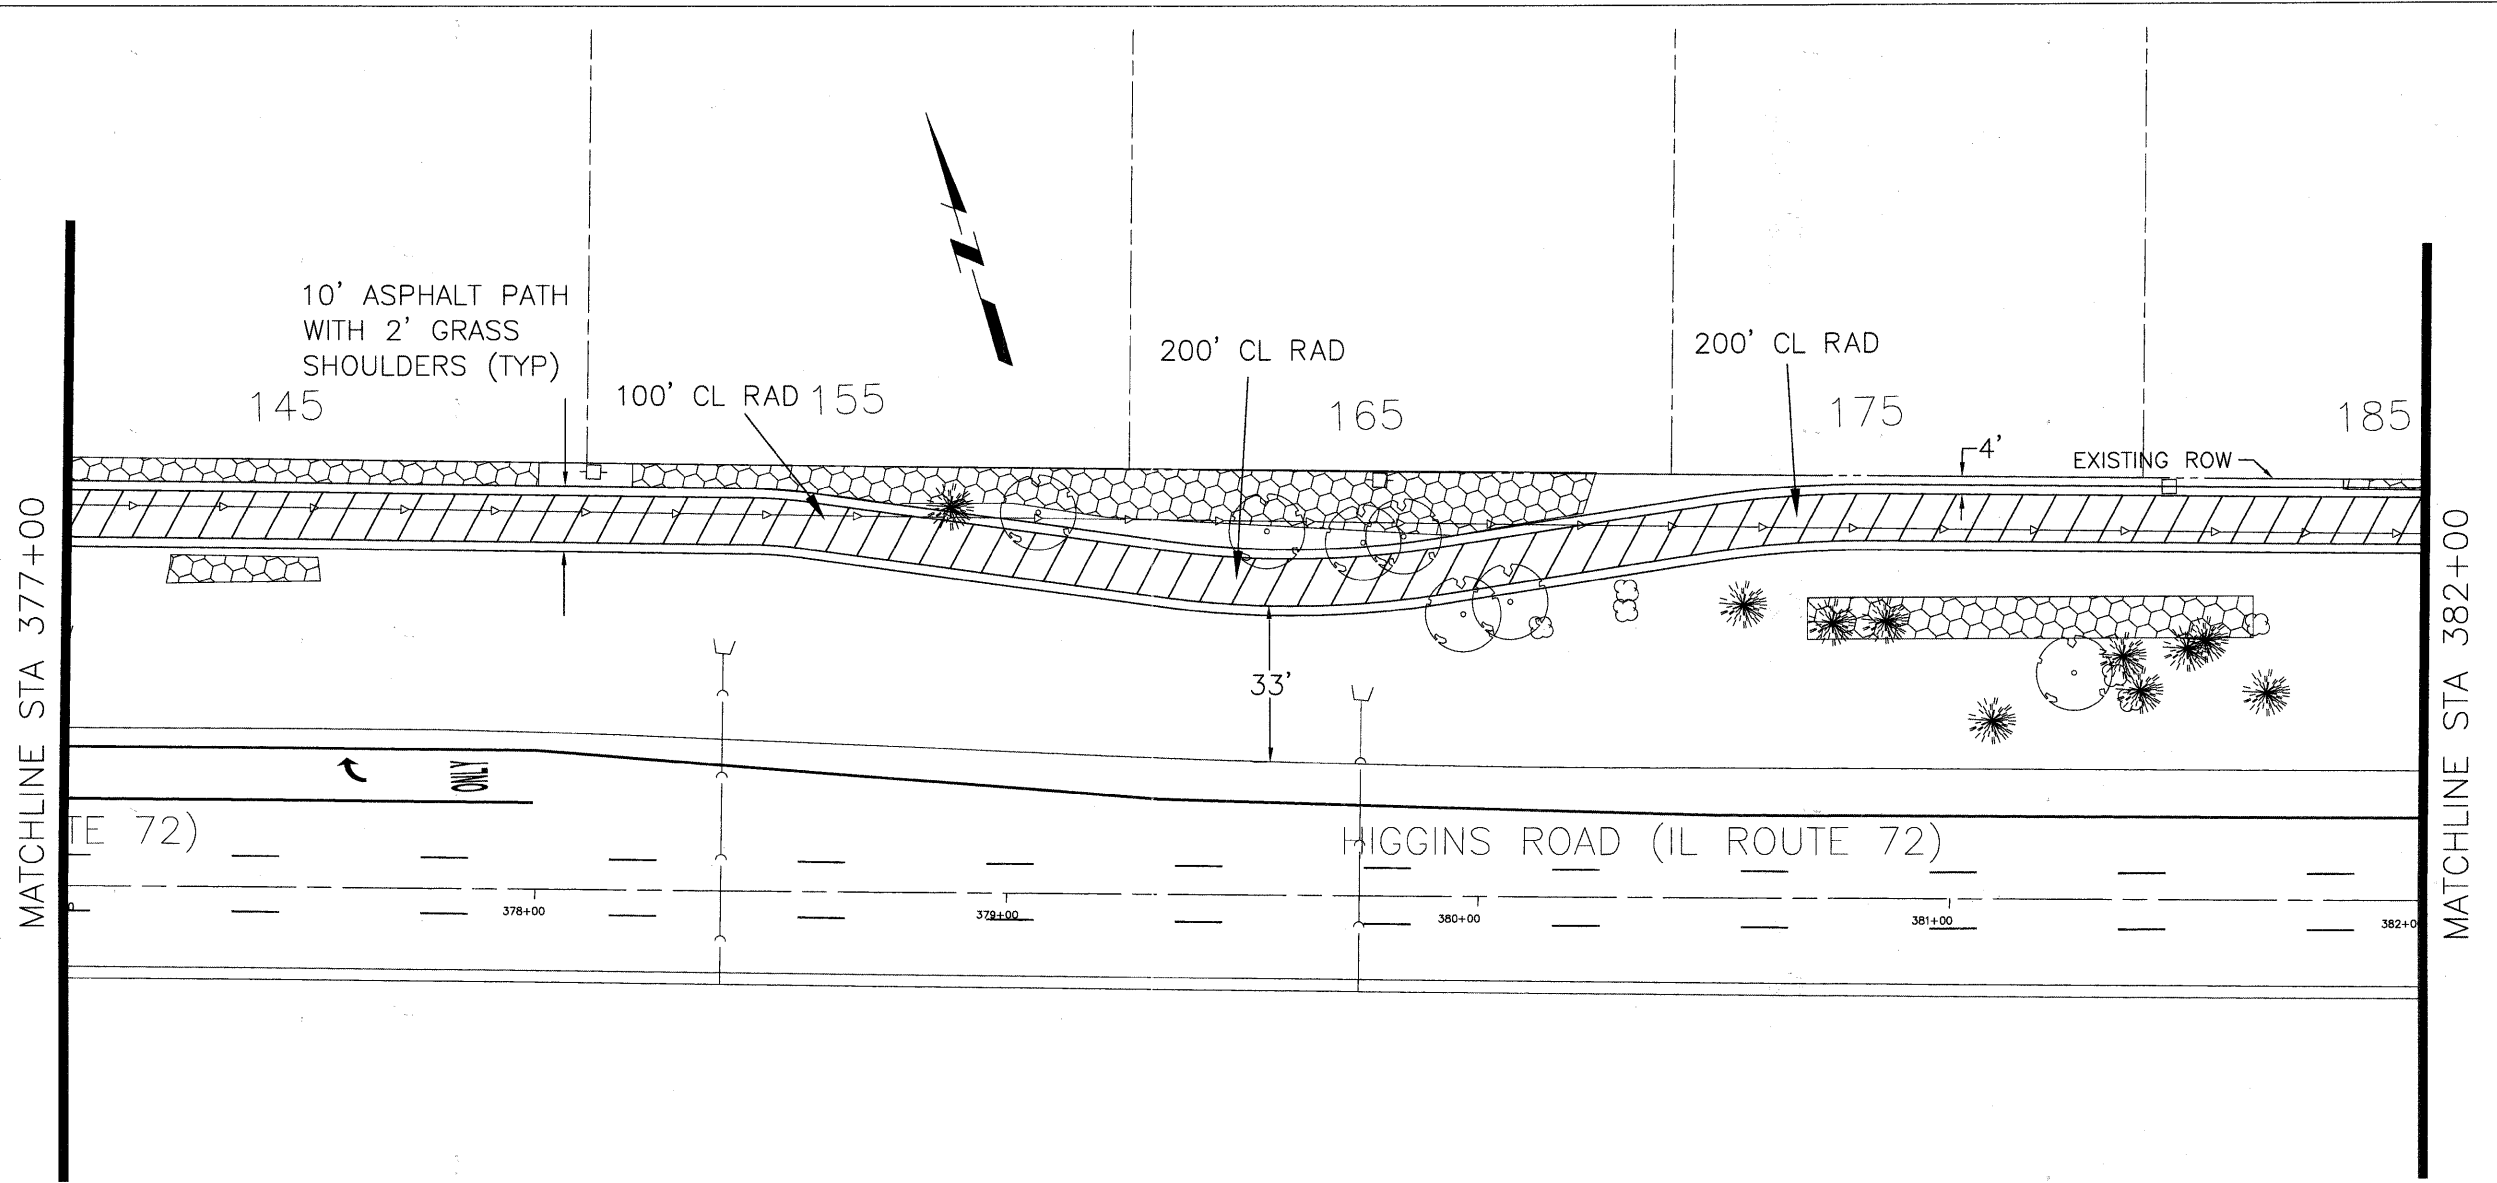 10' ASPHALT PATH
WITH 2' GRASS
SHOULDERS (TYP)
145
100' CL RAD
155
200' CL RAD
165
200' CL RAD
175
185
4'
EXISTING ROW
N
33'
ONLY
TE 72)
HIGGINS ROAD (IL ROUTE 72)
378+00
379+00
380+00
381+00
382+0
MATCHLINE STA 377+00
MATCHLINE STA 382+00